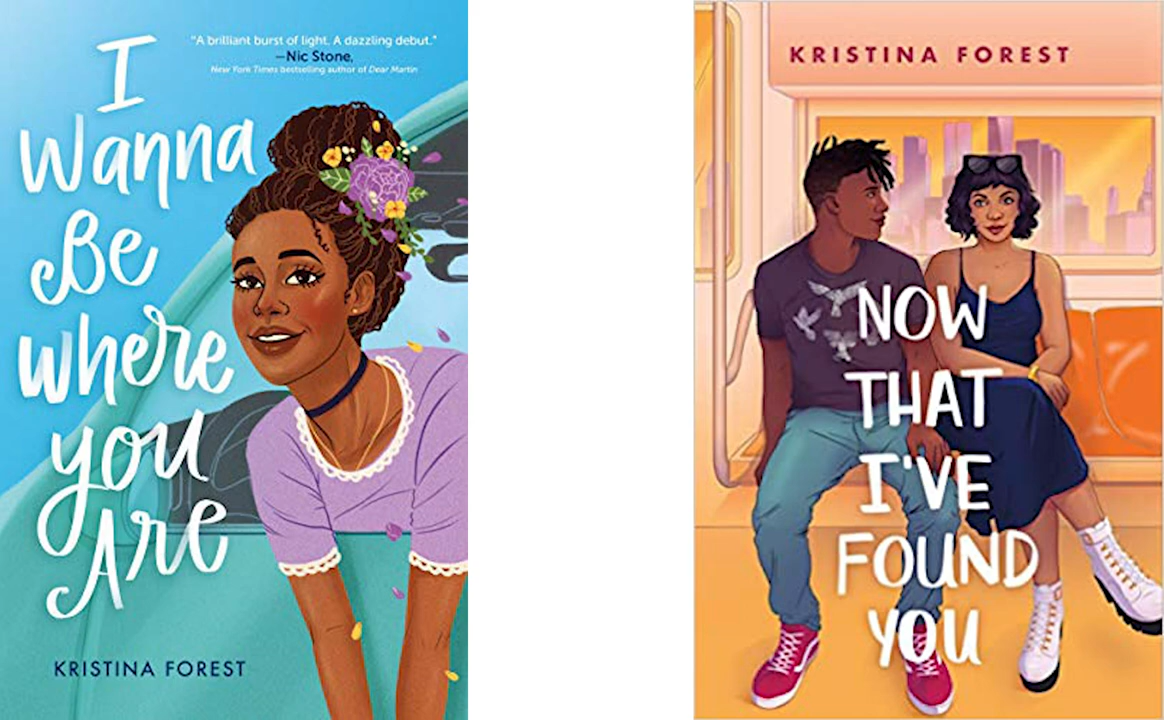 I
Wanna
Be
where
you
Are
"A brilliant burst of light. A dazzling debut."
—Nic Stone,
New York Times bestselling author of Dear Martin
KRISTINA FOREST
KRISTINA FOREST
NOW
THAT
I'VE
FOUND
YOU